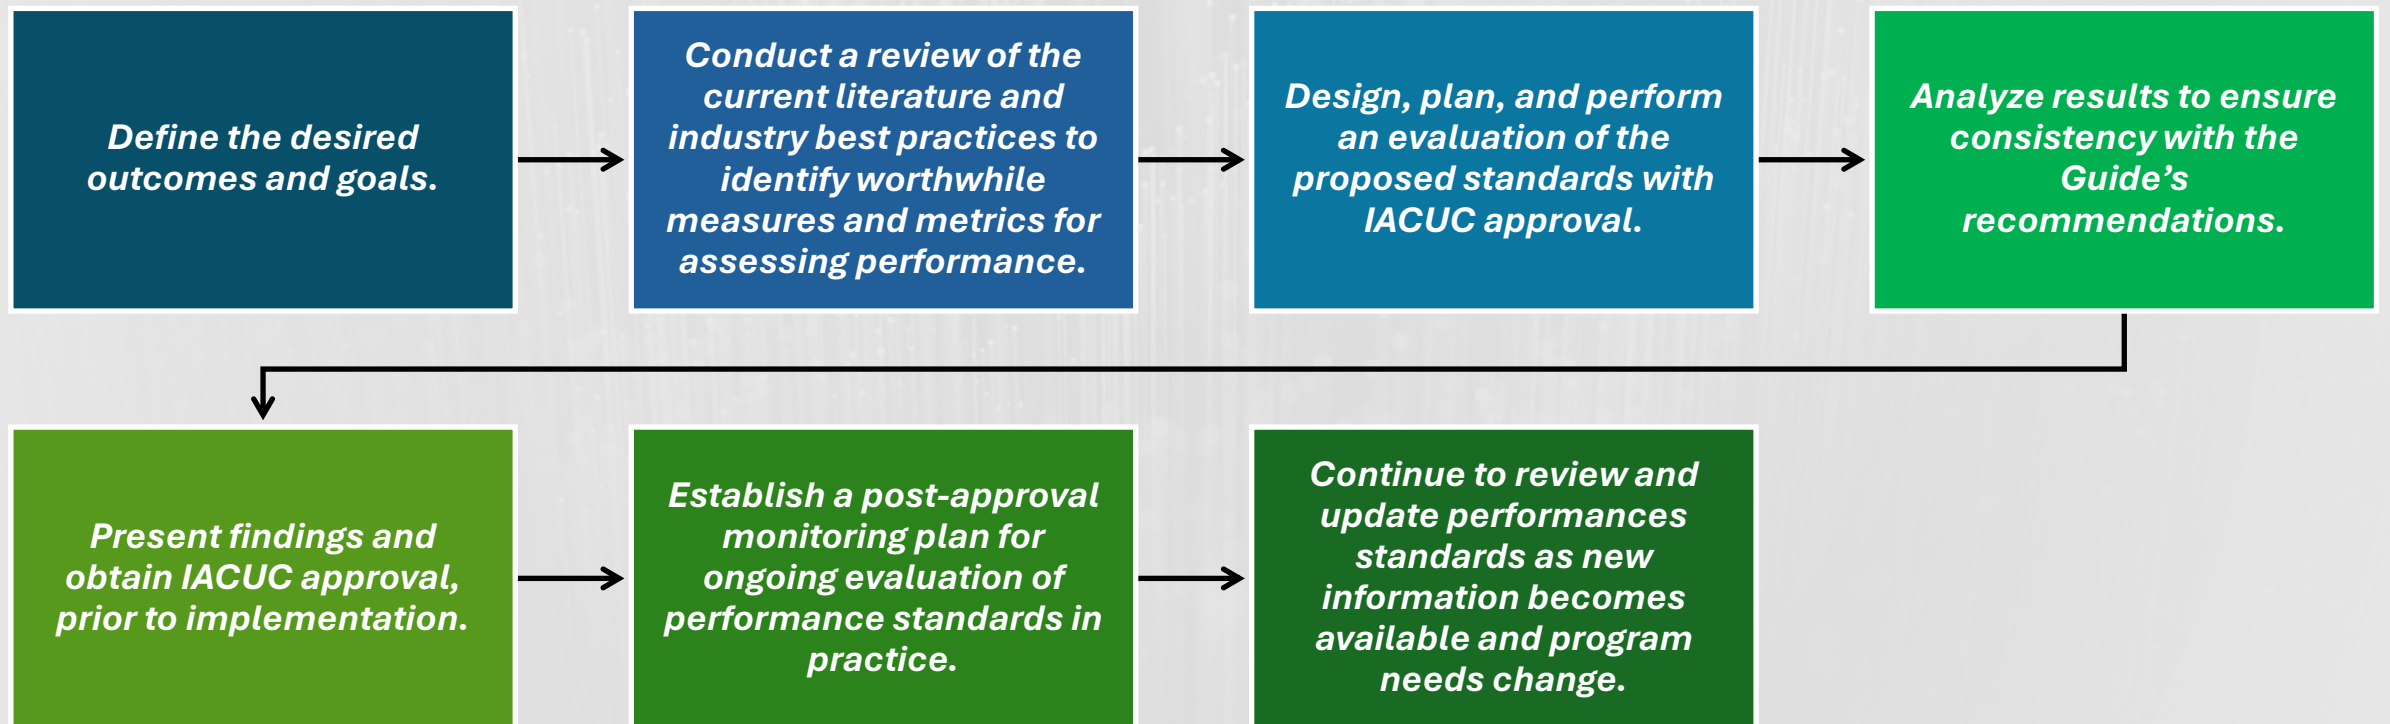 Define the desired
outcomes and goals.
Conduct a review of the
current literature and
industry best practices to
identify worthwhile
measures and metrics for
assessing performance.
Design, plan, and perform
an evaluation of the
proposed standards with
IACUC approval.
Analyze results to ensure
consistency with the
Guide’s
recommendations.
Present findings and
obtain IACUC approval,
prior to implementation.
Establish a post-approval
monitoring plan for
ongoing evaluation of
performance standards in
practice.
Continue to review and
update performances
standards as new
information becomes
available and program
needs change.